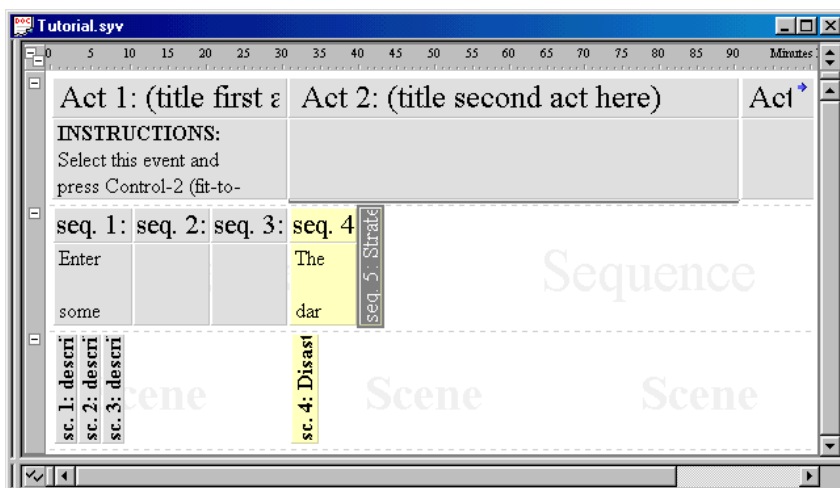 Tutorial.syv
0 5 10 15 20 25 30 35 40 45 50 55 60 65 70 75 80 85 90 Minutes
Act 1: (title first a
Act 2: (title second act here)
Act
INSTRUCTIONS:
Select this event and
press Control-2 (fit-to-
seq. 1:
seq. 2:
seq. 3:
seq. 4
seq. 5: Strate
Enter
some
The
dar
Sequence
sc. 1: descri
sc. 2: descri
sc. 3: descri
sc. 4: Disast
Scene
Scene